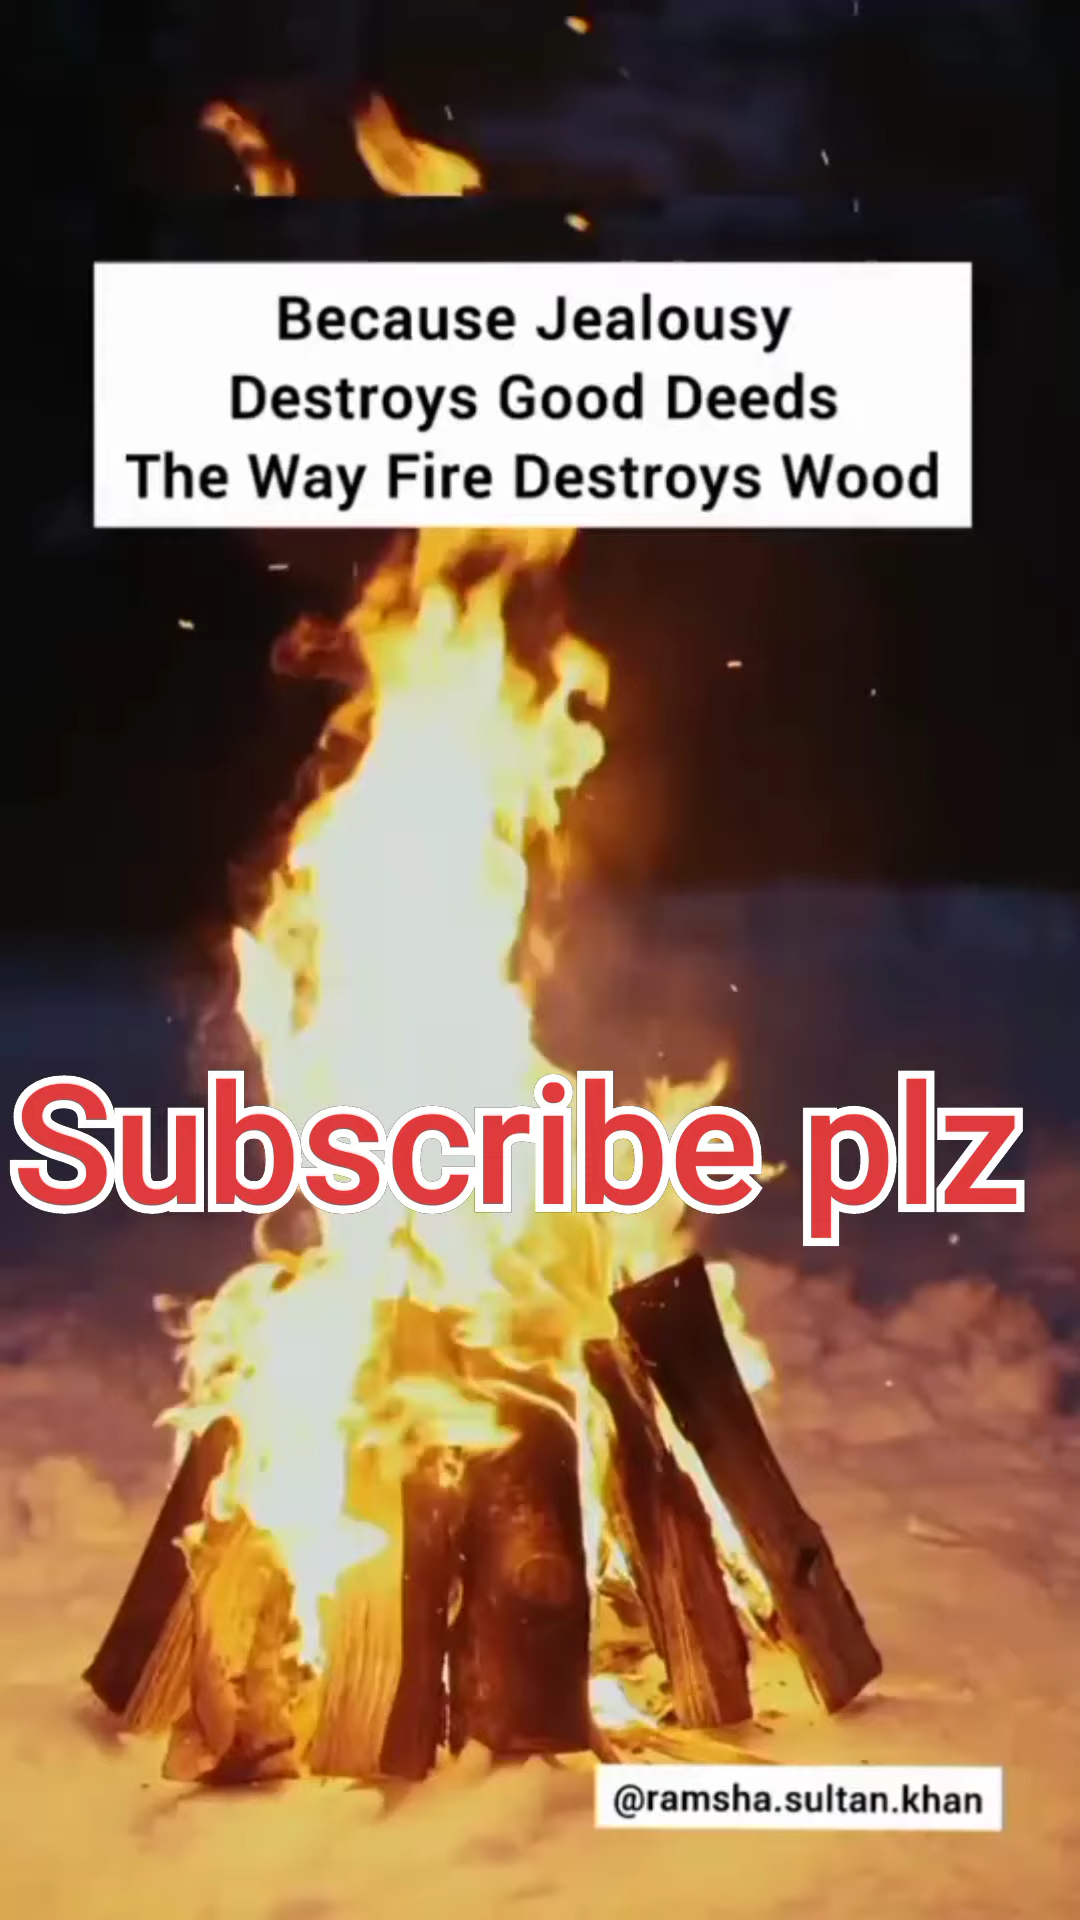 Because Jealousy
Destroys Good Deeds
The Way Fire Destroys Wood
Subscribe plz
@ramsha.sultan.khan